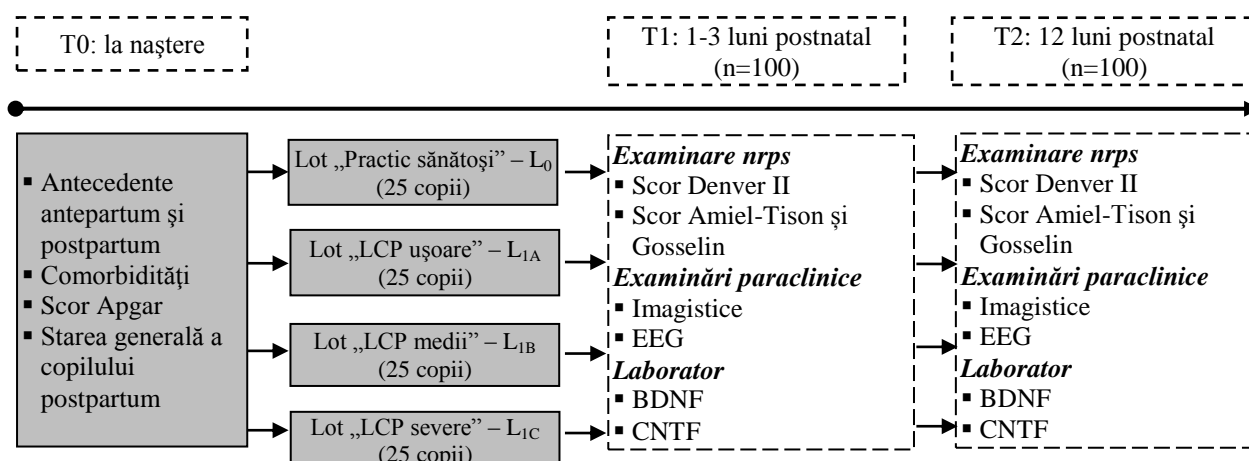 T0: la naştere
T1: 1-3 luni postnatal
(n=100)
T2: 12 luni postnatal
(n=100)
▪ Antecedente
antepartum şi
postpartum
▪ Comorbidităţi
▪ Scor Apgar
▪ Starea generală a
copilului
postpartum
Lot „Practic sănătoşi” – L0
(25 copii)
Lot „LCP uşoare” – L1A
(25 copii)
Lot „LCP medii” – L1B
(25 copii)
Lot „LCP severe” – L1C
(25 copii)
Examinare nrps
▪ Scor Denver II
▪ Scor Amiel-Tison și
Gosselin
Examinări paraclinice
▪ Imagistice
▪ EEG
Laborator
▪ BDNF
▪ CNTF
Examinare nrps
▪ Scor Denver II
▪ Scor Amiel-Tison şi
Gosselin
Examinări paraclinice
▪ Imagistice
▪ EEG
Laborator
▪ BDNF
▪ CNTF